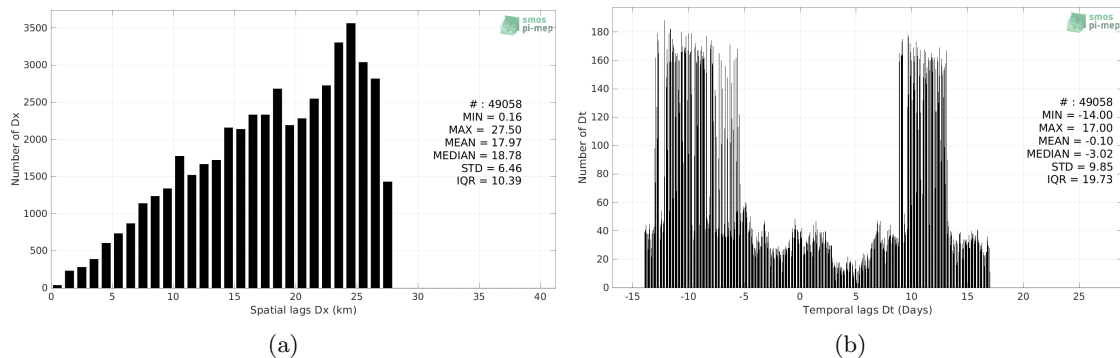 smos
pi-mep
3500
3000
2500
2000
1500
1000
500
0
Number of Dx
# : 49058
MIN = 0.16
MAX = 27.50
MEAN = 17.97
MEDIAN = 18.78
STD = 6.46
IQR = 10.39
0 5 10 15 20 25 30 35 40
Spatial lags Dx (km)
(a)
smos
pi-mep
180
160
140
120
100
80
60
40
20
0
Number of Dt
# : 49058
MIN = -14.00
MAX = 17.00
MEAN = -0.10
MEDIAN = -3.02
STD = 9.85
IQR = 19.73
-15 -10 -5 0 5 10 15 20 25
Temporal lags Dt (Days)
(b)